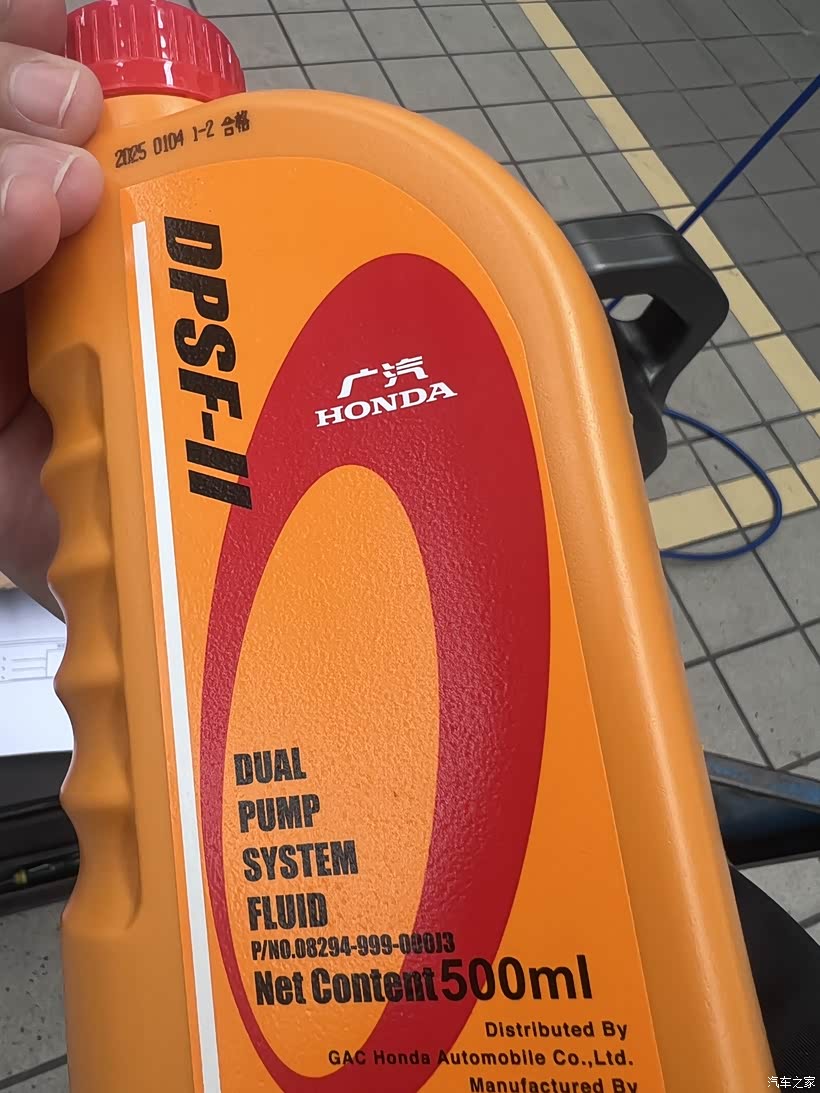 2025 0104 1-2 合格
DPSF-II
广汽
HONDA
DUAL
PUMP
SYSTEM
FLUID
P/NO.08294-999-000J3
Net Content 500ml
Distributed By
GAC Honda Automobile Co.,Ltd.
Manufactured By
汽车之家